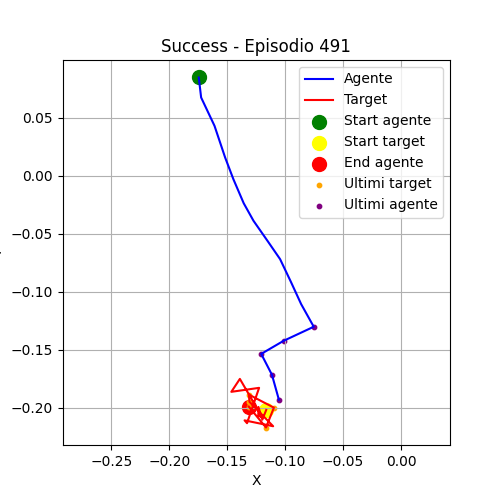 Success - Episodio 491
Agente
Target
Start agente
Start target
End agente
Ultimi target
Ultimi agente
0.05
0.00
−0.05
−0.10
−0.15
−0.20
−0.25
−0.20
−0.15
−0.10
−0.05
0.00
X